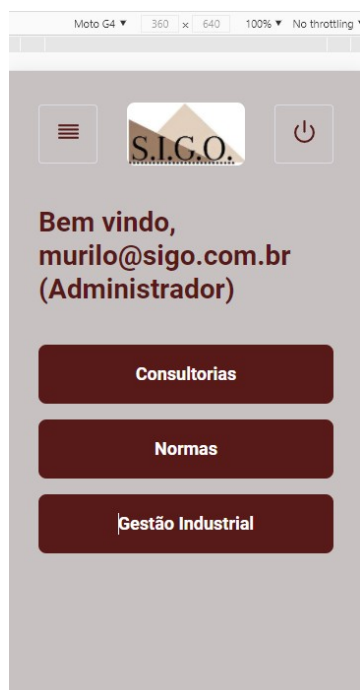 Moto G4 ▼ 360 x 640 100% ▼ No throttling
S.I.G.O.
Bem vindo,
murilo@sigo.com.br
(Administrador)
Consultorias
Normas
Gestão Industrial